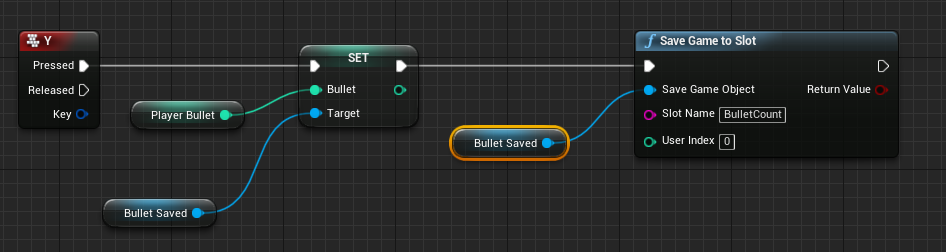 Y
Pressed
Released
Key
Player Bullet
Bullet Saved
SET
Bullet
Target
Bullet Saved
f Save Game to Slot
Save Game Object Return Value
Slot Name BulletCount
User Index 0